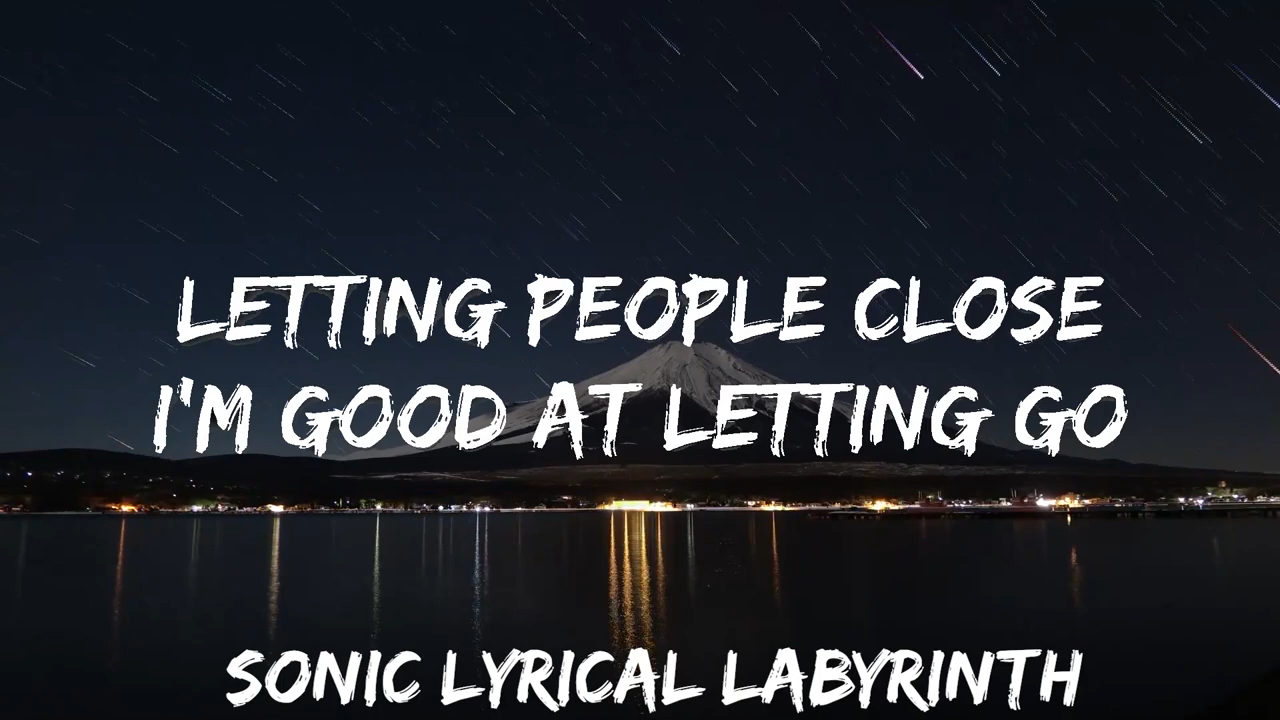 LETTING PEOPLE CLOSE
I'M GOOD AT LETTING GO
SONIC LYRICAL LABYRINTH